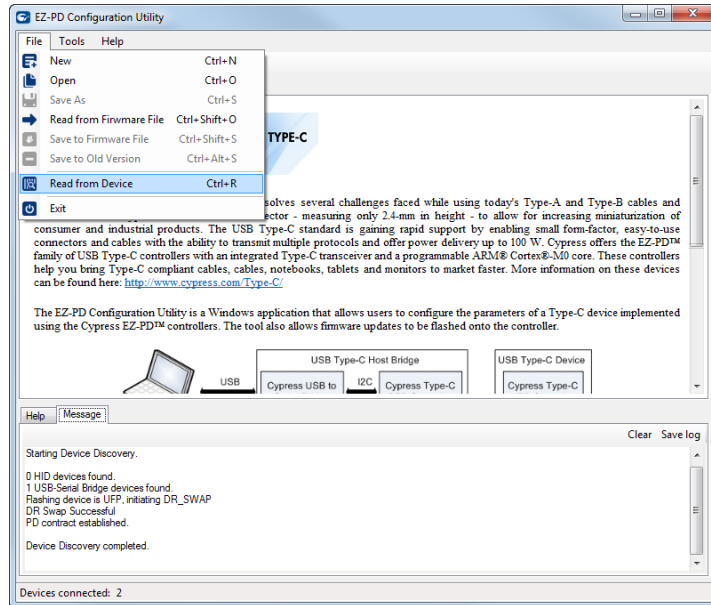 EZ-PD Configuration Utility
File Tools Help
New Ctrl+N
Open Ctrl+O
Save As Ctrl+S
Read from Firwmare File Ctrl+Shift+O
Save to Firmware File Ctrl+Shift+S
Save to Old Version Ctrl+Alt+S
Read from Device Ctrl+R
Exit
TYPE-C
solves several challenges faced while using today's Type-A and Type-B cables and
ector - measuring only 2.4-mm in height - to allow for increasing miniaturization of
consumer and industrial products. The USB Type-C standard is gaining rapid support by enabling small form-factor, easy-to-use
connectors and cables with the ability to transmit multiple protocols and offer power delivery up to 100 W. Cypress offers the EZ-PD™
family of USB Type-C controllers with an integrated Type-C transceiver and a programmable ARM® Cortex®-M0 core. These controllers
help you bring Type-C compliant cables, cables, notebooks, tablets and monitors to market faster. More information on these devices
can be found here: http://www.cypress.com/Type-C/
The EZ-PD Configuration Utility is a Windows application that allows users to configure the parameters of a Type-C device implemented
using the Cypress EZ-PD™ controllers. The tool also allows firmware updates to be flashed onto the controller.
USB Type-C Host Bridge
USB Type-C Device
USB
Cypress USB to
I2C
Cypress Type-C
Cypress Type-C
Help Message
Clear Save log
Starting Device Discovery.
0 HID devices found.
1 USB-Serial Bridge devices found.
Flashing device is UFP, initiating DR_SWAP
DR Swap Successful
PD contract established.
Device Discovery completed.
Devices connected: 2